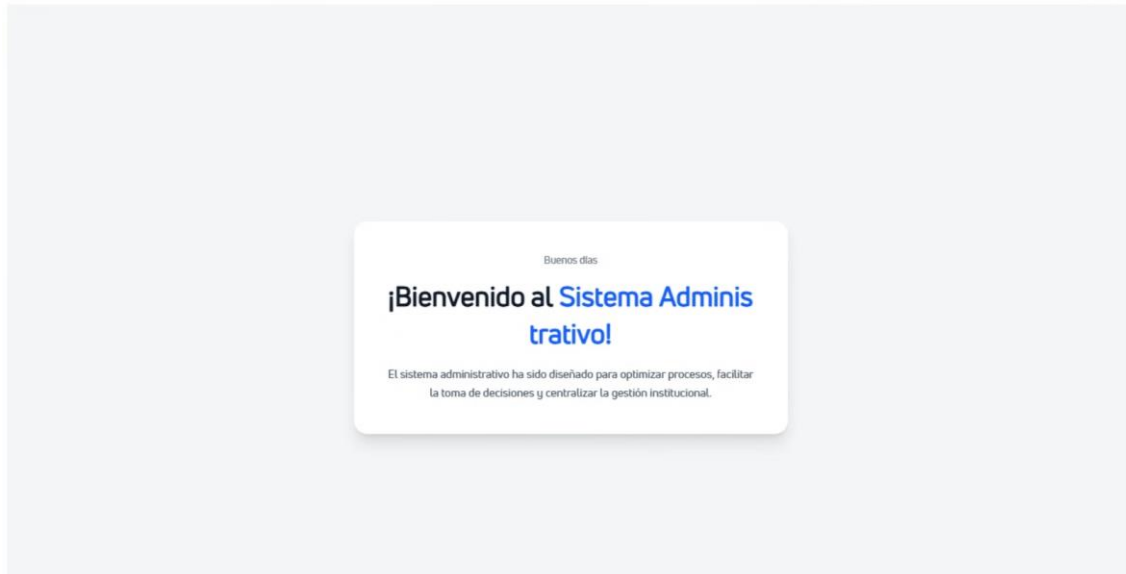 Buenos días
¡Bienvenido al Sistema Adminis
trativo!
El sistema administrativo ha sido diseñado para optimizar procesos, facilitar
la toma de decisiones y centralizar la gestión institucional.